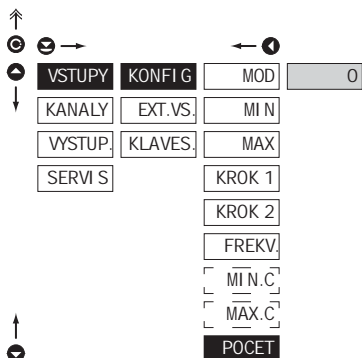 VSTUPY KONFIG MOD 0
KANALY EXT.VS. MIN
VYSTUP. KLAVES. MAX
SERVIS KROK 1
KROK 2
FREKV.
MIN.C
MAX.C
POCET